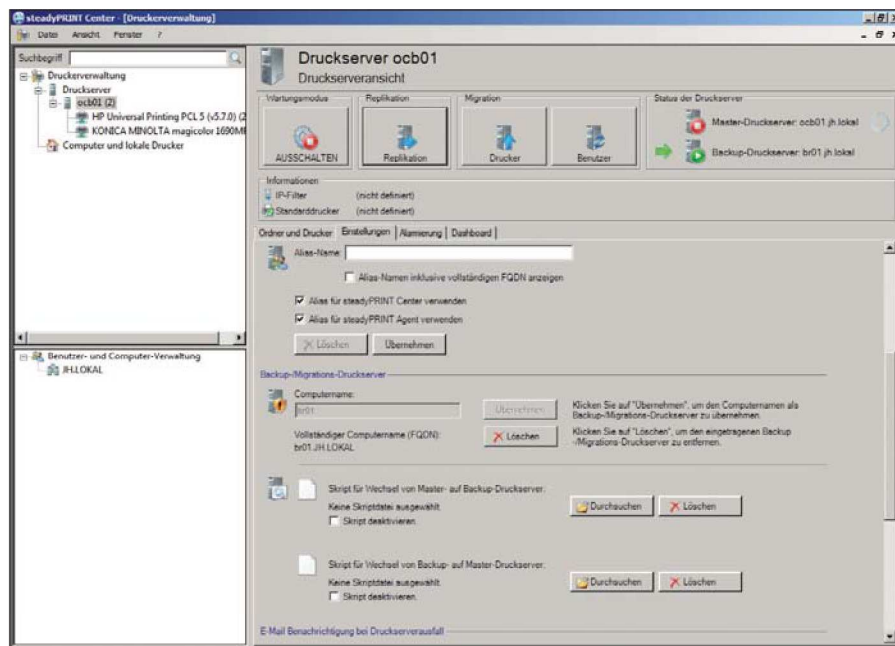 steadyPRINT Center - [Druckerverwaltung]
Datei Ansicht Fenster ?
Suchbegriff
Druckerverwaltung
Druckserver
ocb01 (2)
HP Universal Printing PCL 5 (v5.7.0) (2
KONICA MINOLTA magicolor 1690MF
Computer und lokale Drucker
Benutzer- und Computer-Verwaltung
JH.LOKAL
Druckserver ocb01
Druckserveransicht
Wartungsmodus
AUSSCHALTEN
Replikation
Replikation
Migration
Drucker
Benutzer
Status der Druckserver
Master-Druckserver: ocb01.jh.lokal
Backup-Druckserver: br01.jh.lokal
Informationen
IP-Filter (nicht definiert)
Standarddrucker (nicht definiert)
Ordner und Drucker Einstellungen Alarmierung Dashboard
Alias-Name:
Alias-Namen inklusive vollständigen FQDN anzeigen
Alias für steadyPRINT Center verwenden
Alias für steadyPRINT Agent verwenden
Löschen Übernehmen
Backup-/Migrations-Druckserver
Computername:
br01 Übernehmen
Klicken Sie auf "Übernehmen", um den Computernamen als
Backup-/Migrations-Druckserver zu übernehmen.
Vollständiger Computername (FQDN):
br01.JH.LOKAL
Löschen
Klicken Sie auf "Löschen", um den eingetragenen Backup
-/Migrations-Druckserver zu entfernen.
Skript für Wechsel von Master- auf Backup-Druckserver:
Keine Skriptdatei ausgewählt.
Durchsuchen Löschen
Skript deaktivieren.
Skript für Wechsel von Backup- auf Master-Druckserver:
Keine Skriptdatei ausgewählt.
Durchsuchen Löschen
Skript deaktivieren.
E-Mail Benachrichtigung bei Druckserverausfall